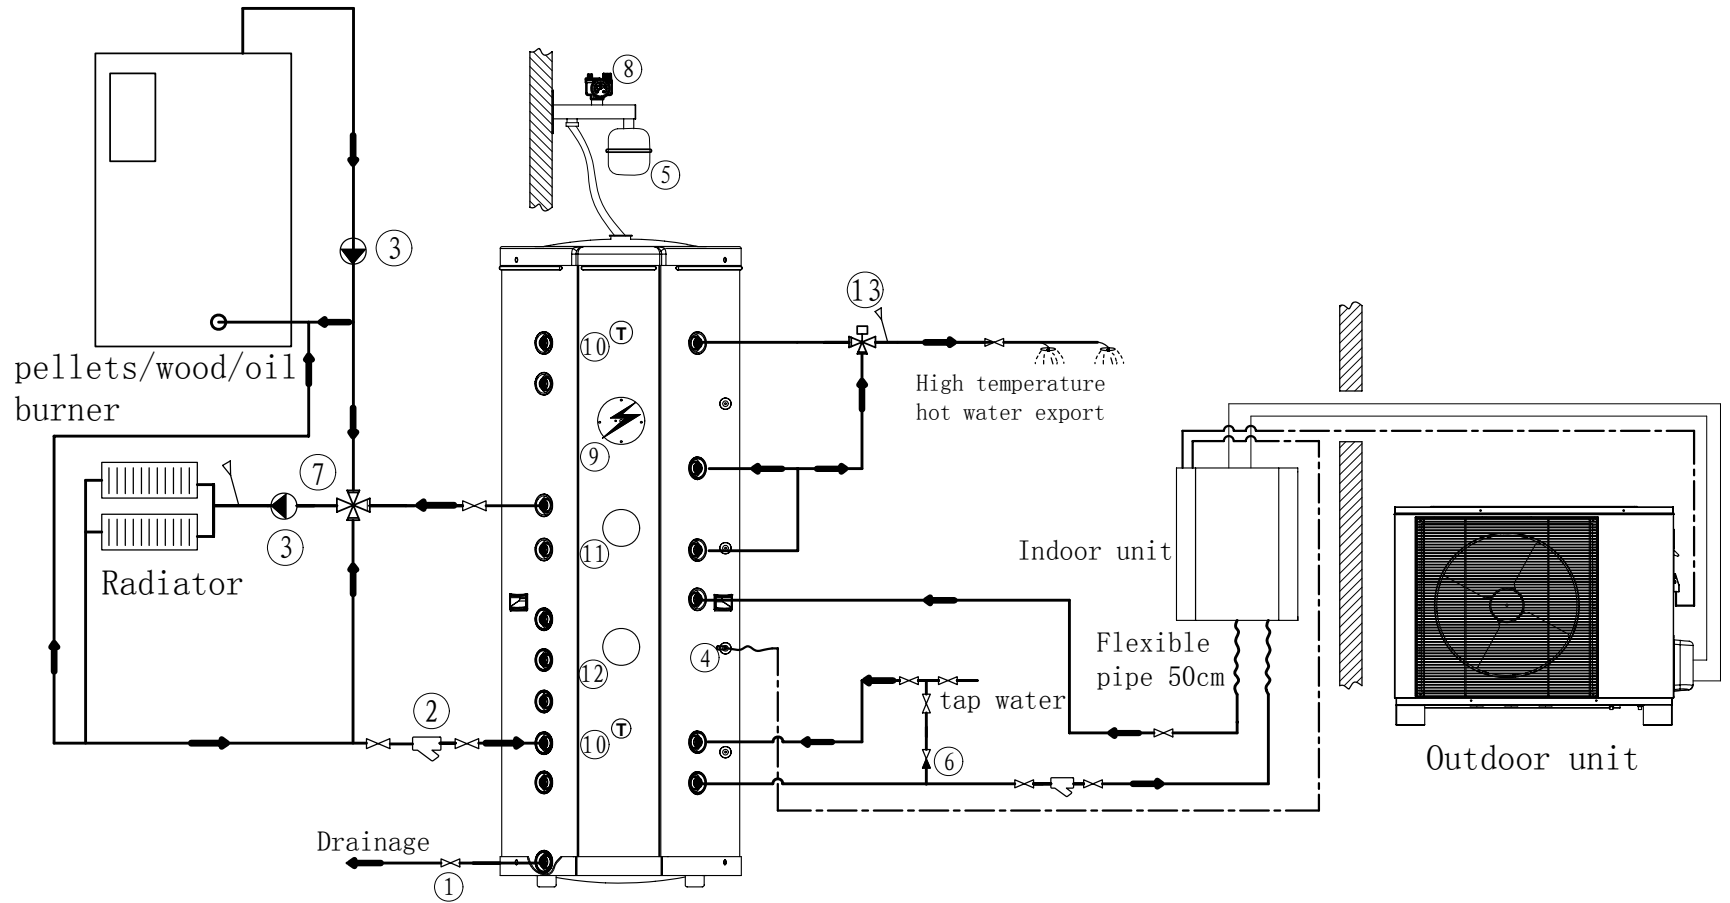 8
5
3
13
pellets/wood/oil
burner
10 T
High temperature
hot water export
9
7
3
11
Radiator
Indoor unit
4
Flexible
pipe 50cm
12
tap water
2
10 T
6
Outdoor unit
Drainage
1